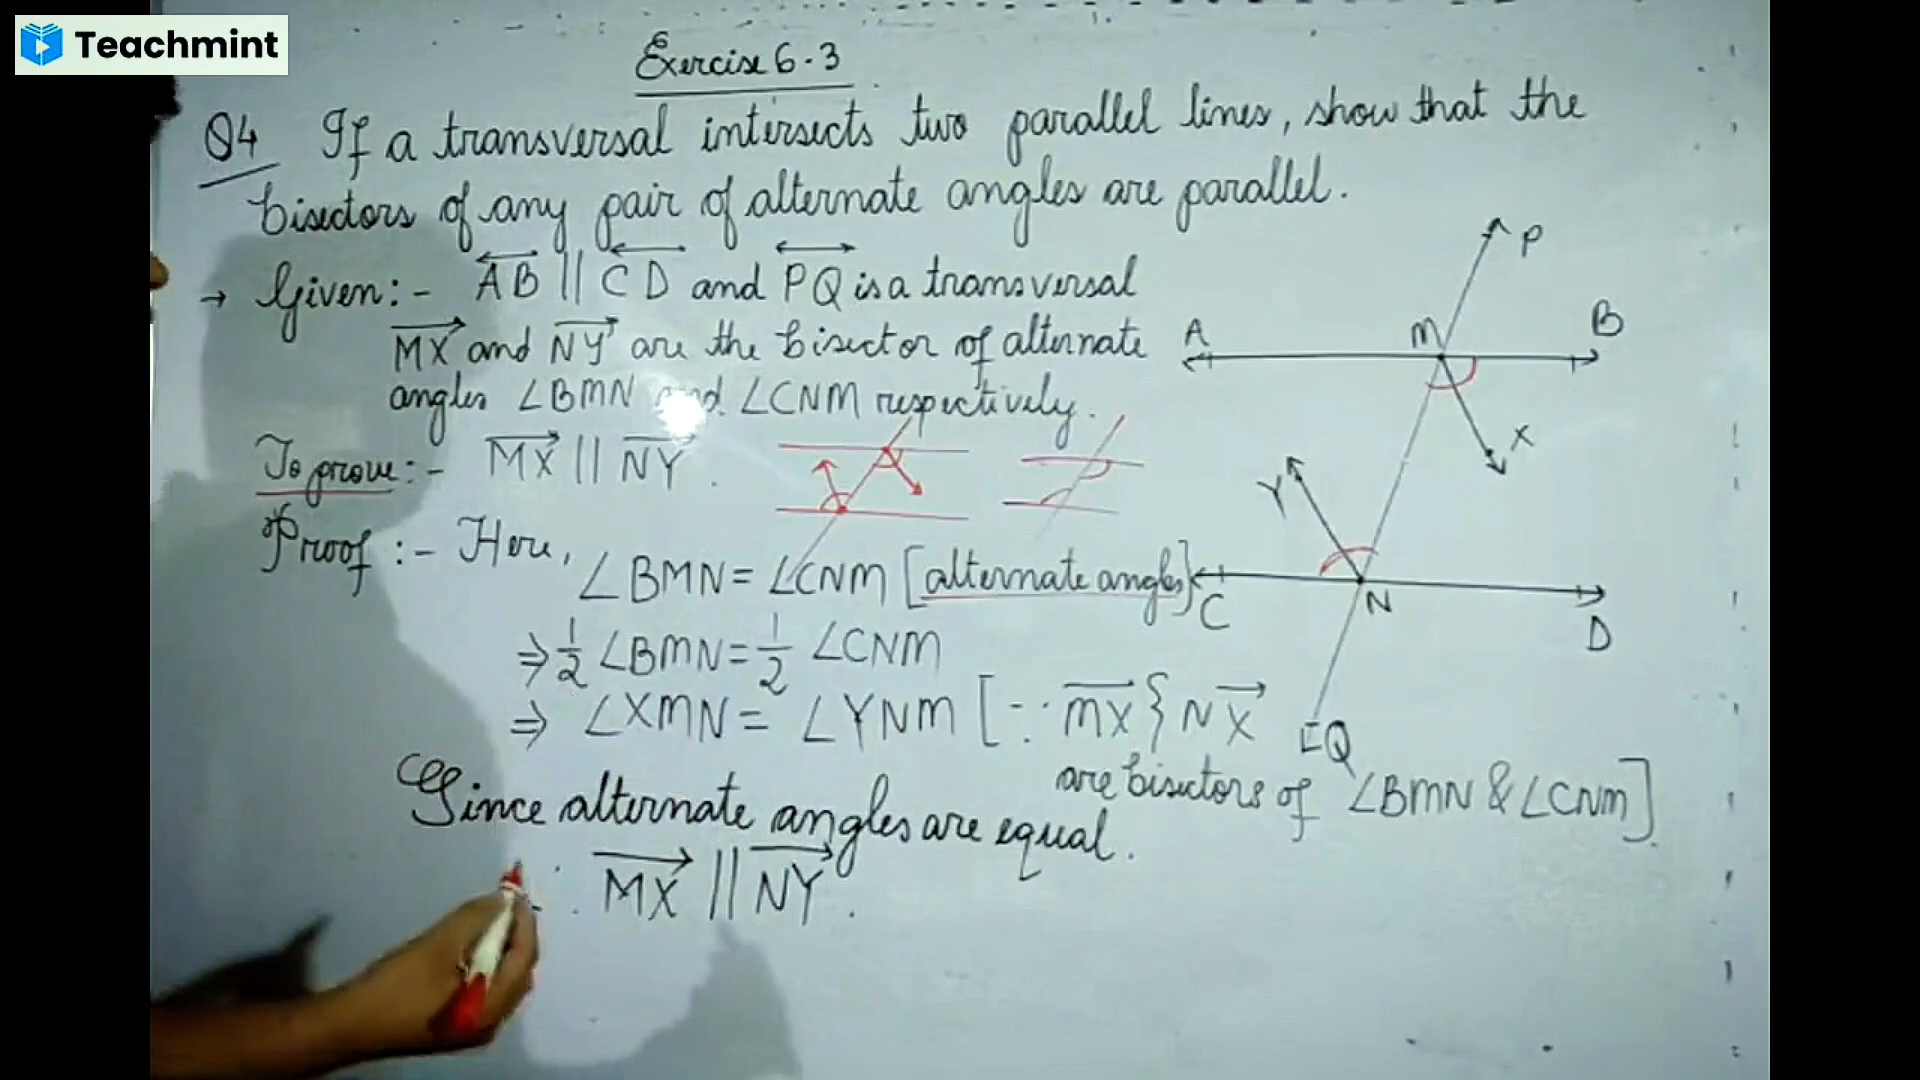 Teachmint
Exercise 6.3
Q4 If a transversal intersects two parallel lines, show that the
bisectors of any pair of alternate angles are parallel.
→ Given:- AB || CD and PQ is a transversal
MX and NY are the bisector of alternate
angles ∠BMN and ∠CNM respectively.
To prove:- MX || NY.
Proof:- Here,
∠BMN = ∠CNM [alternate angles]
⇒ 1/2 ∠BMN = 1/2 ∠CNM
⇒ ∠XMN = ∠YNM [∵ MX } NX
are bisectors of ∠BMN & ∠CNM]
Since alternate angles are equal.
∴ MX || NY.
P
A M B
X
Y
C N D
Q